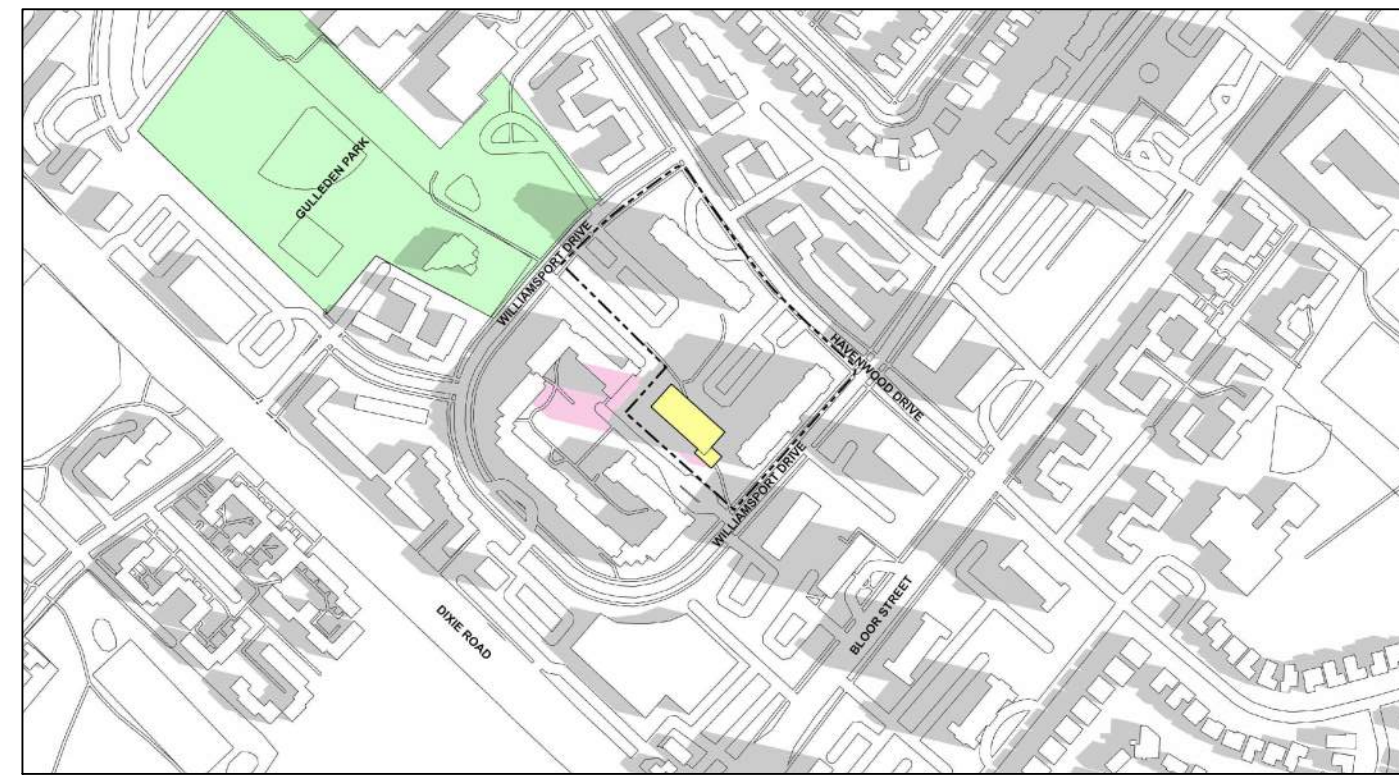 GULLEDEN PARK
WILLIAMSPORT DRIVE
HAVENWOOD DRIVE
WILLIAMSPORT DRIVE
BLOOR STREET
DIXIE ROAD